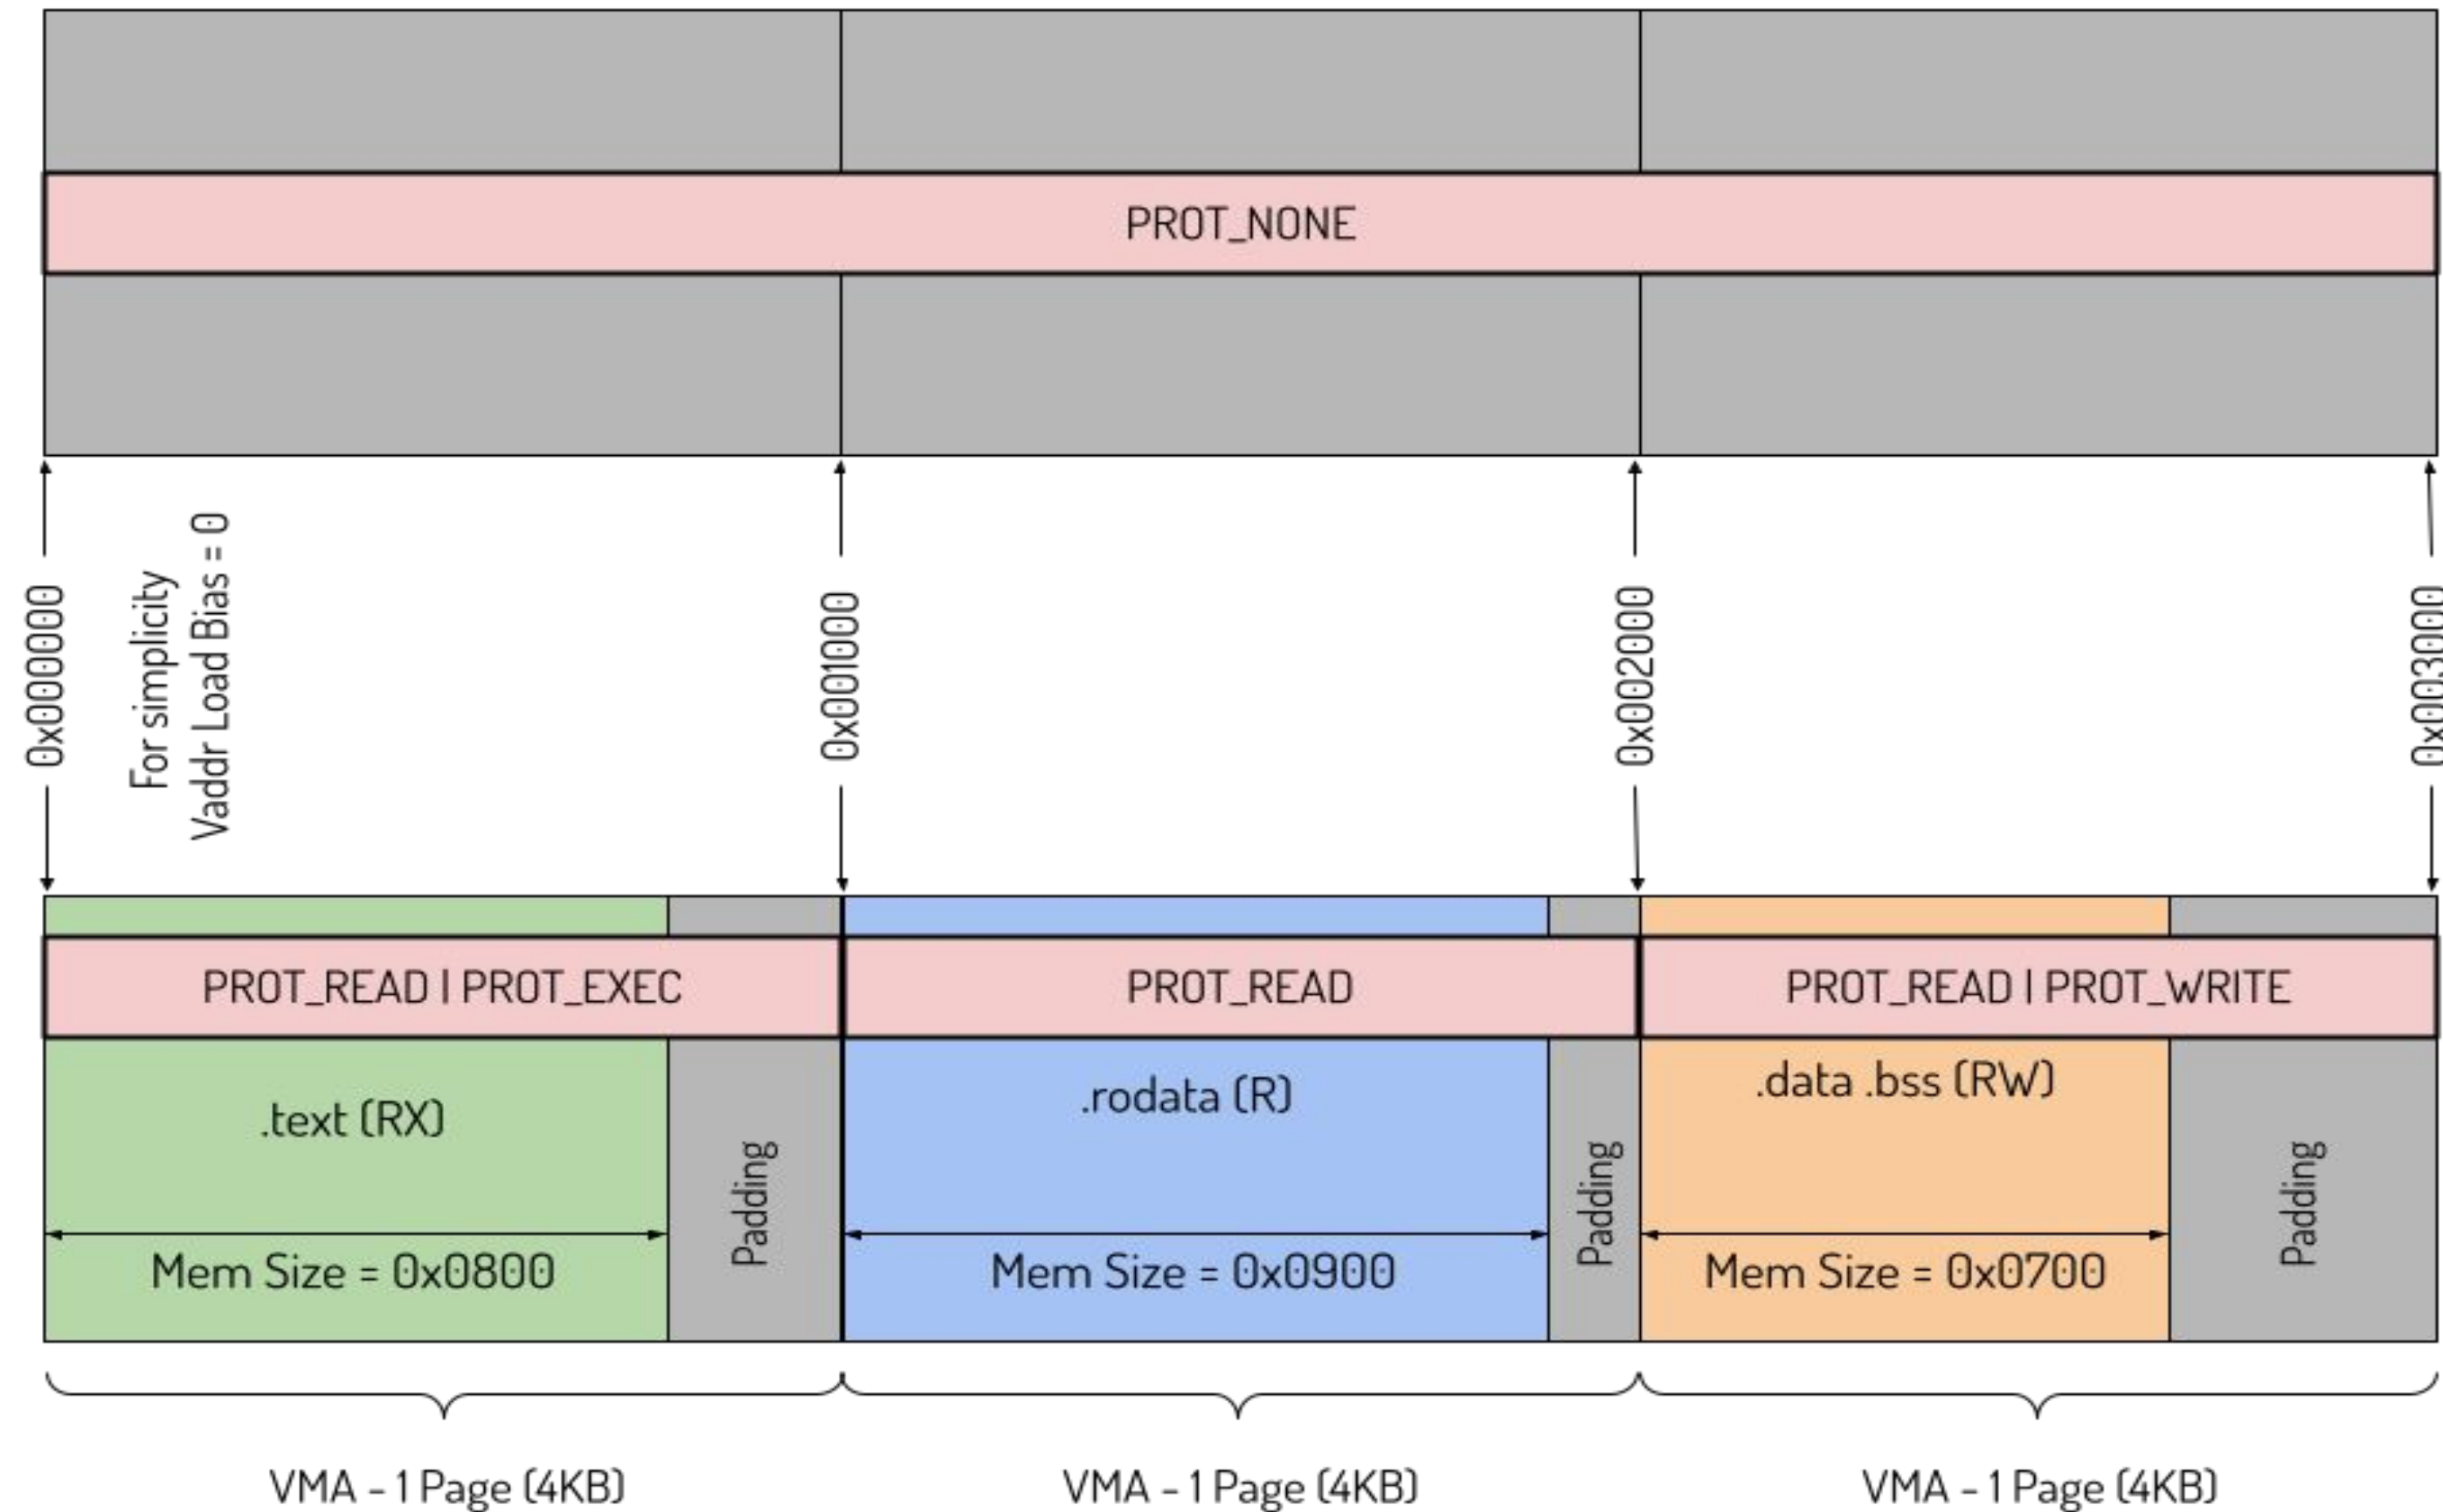 PROT_NONE
0x000000
For simplicity
Vaddr Load Bias = 0
0x001000
0x002000
0x003000
PROT_READ | PROT_EXEC
PROT_READ
PROT_READ | PROT_WRITE
.text (RX)
Padding
.rodata (R)
Padding
.data .bss (RW)
Padding
Mem Size = 0x0800
Mem Size = 0x0900
Mem Size = 0x0700
VMA - 1 Page (4KB)
VMA - 1 Page (4KB)
VMA - 1 Page (4KB)